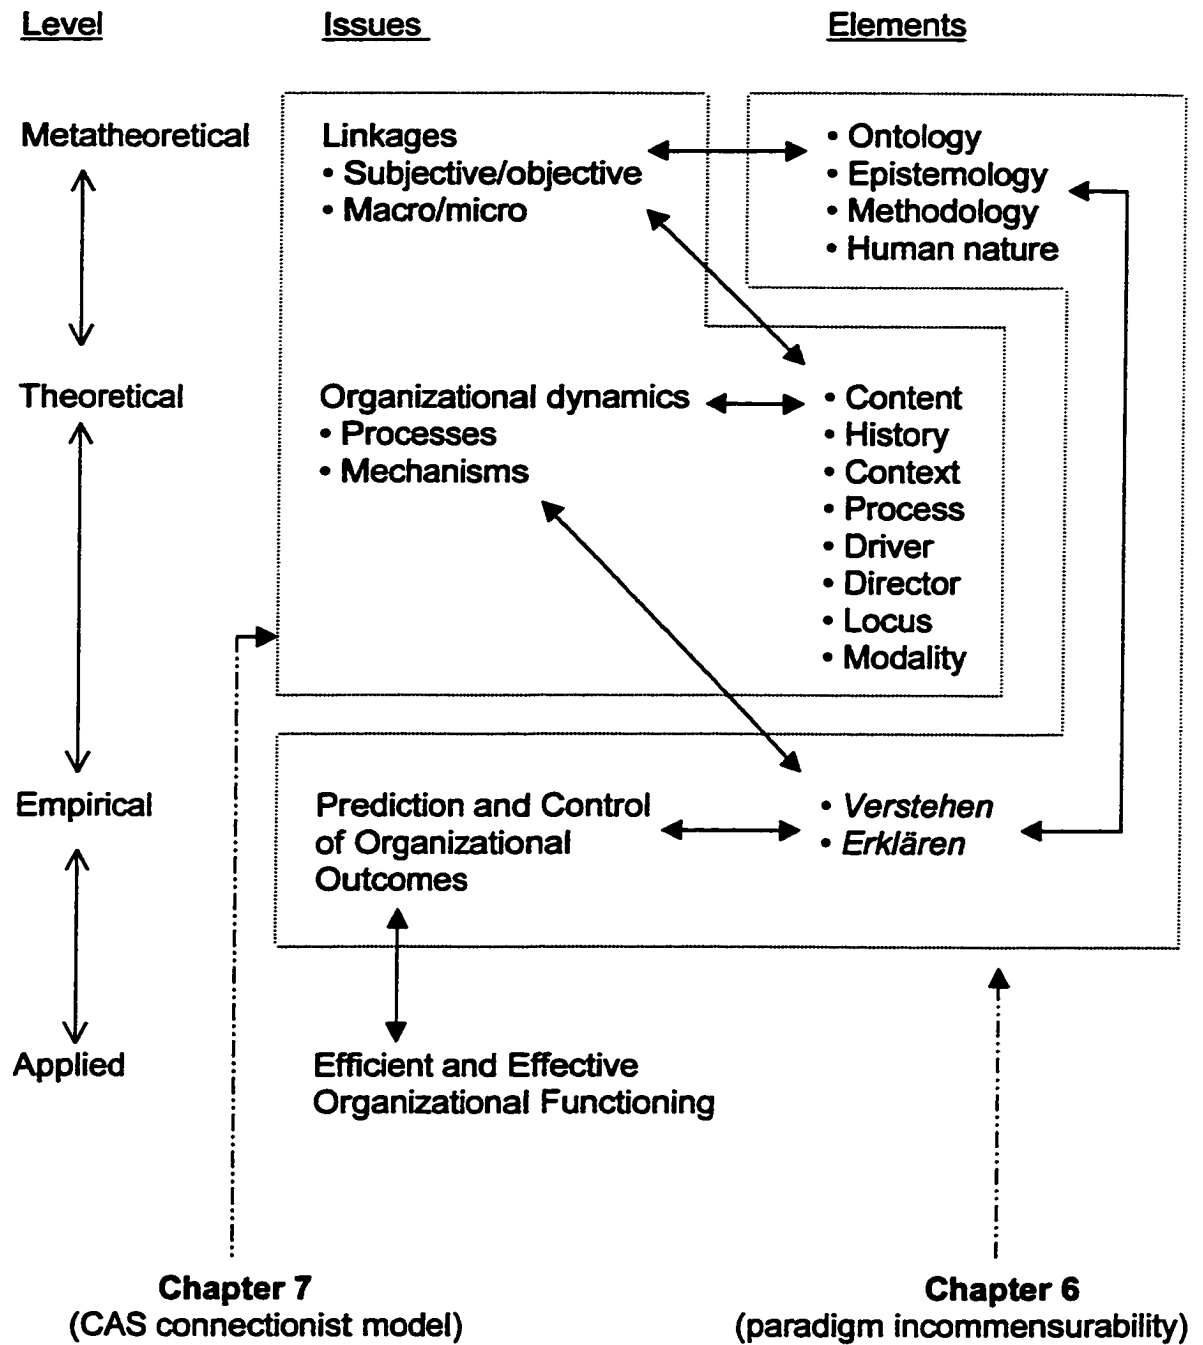 Level Issues Elements
Metatheoretical
Linkages
• Subjective/objective
• Macro/micro
• Ontology
• Epistemology
• Methodology
• Human nature
Theoretical
Organizational dynamics
• Processes
• Mechanisms
• Content
• History
• Context
• Process
• Driver
• Director
• Locus
• Modality
Empirical
Prediction and Control
of Organizational
Outcomes
• Verstehen
• Erklären
Applied
Efficient and Effective
Organizational Functioning
Chapter 7
(CAS connectionist model)
Chapter 6
(paradigm incommensurability)